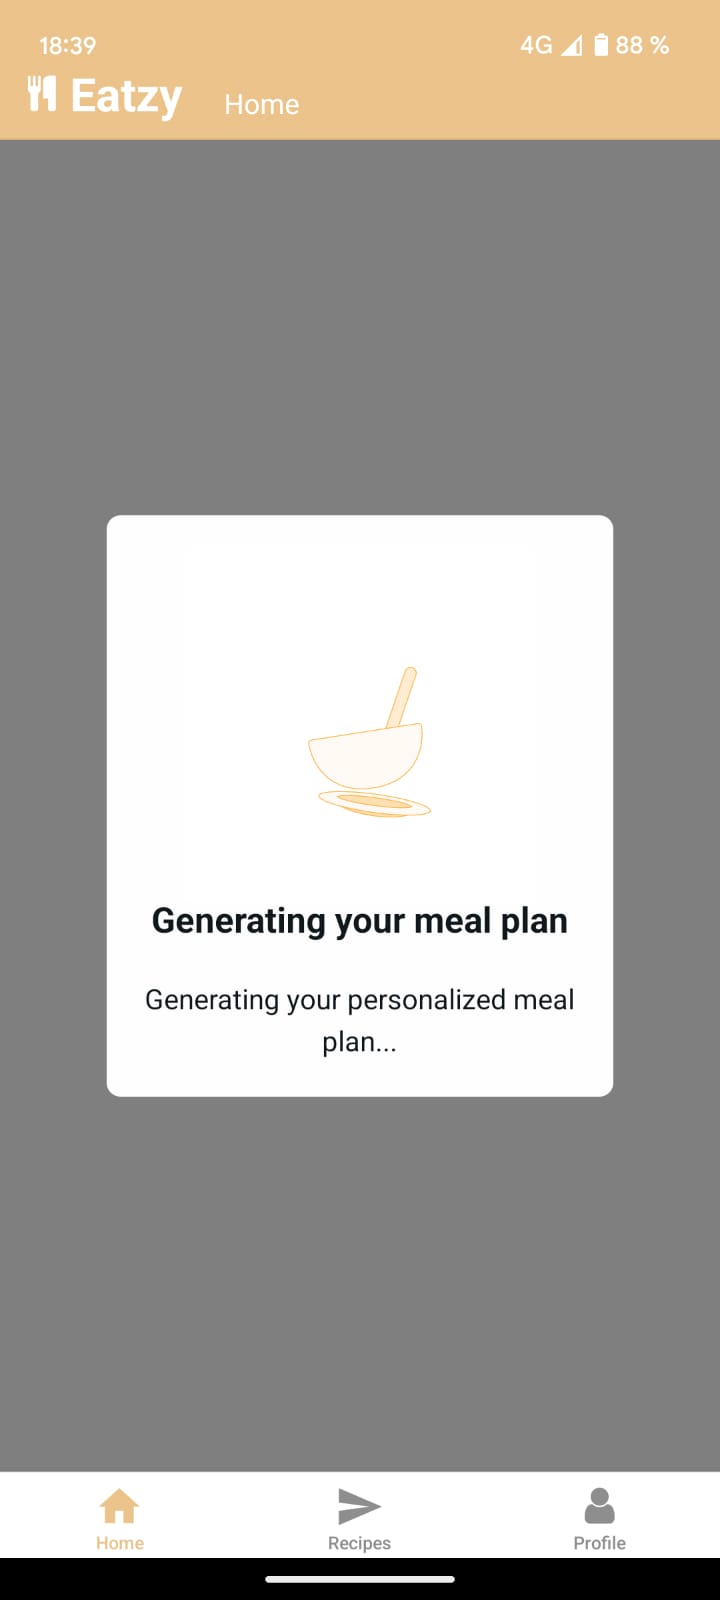 18:39
4G 88 %
Eatzy
Home
Generating your meal plan
Generating your personalized meal
plan...
Home
Recipes
Profile